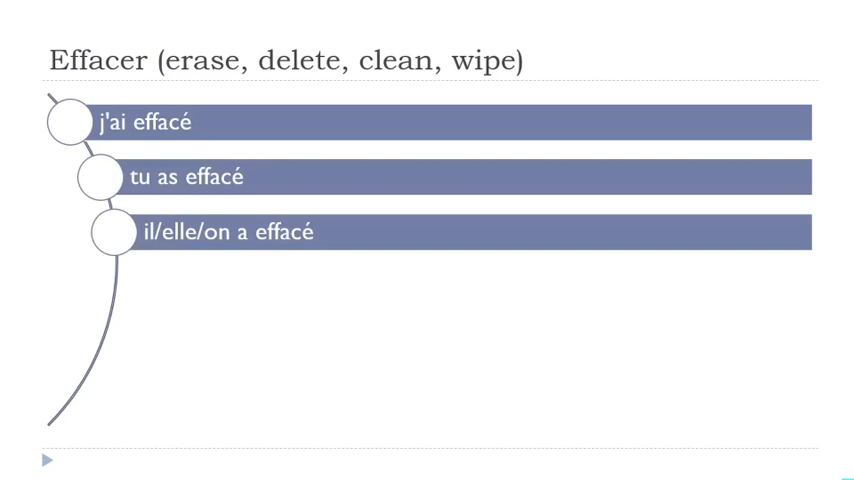 Effacer (erase, delete, clean, wipe)
j'ai effacé
tu as effacé
il/elle/on a effacé